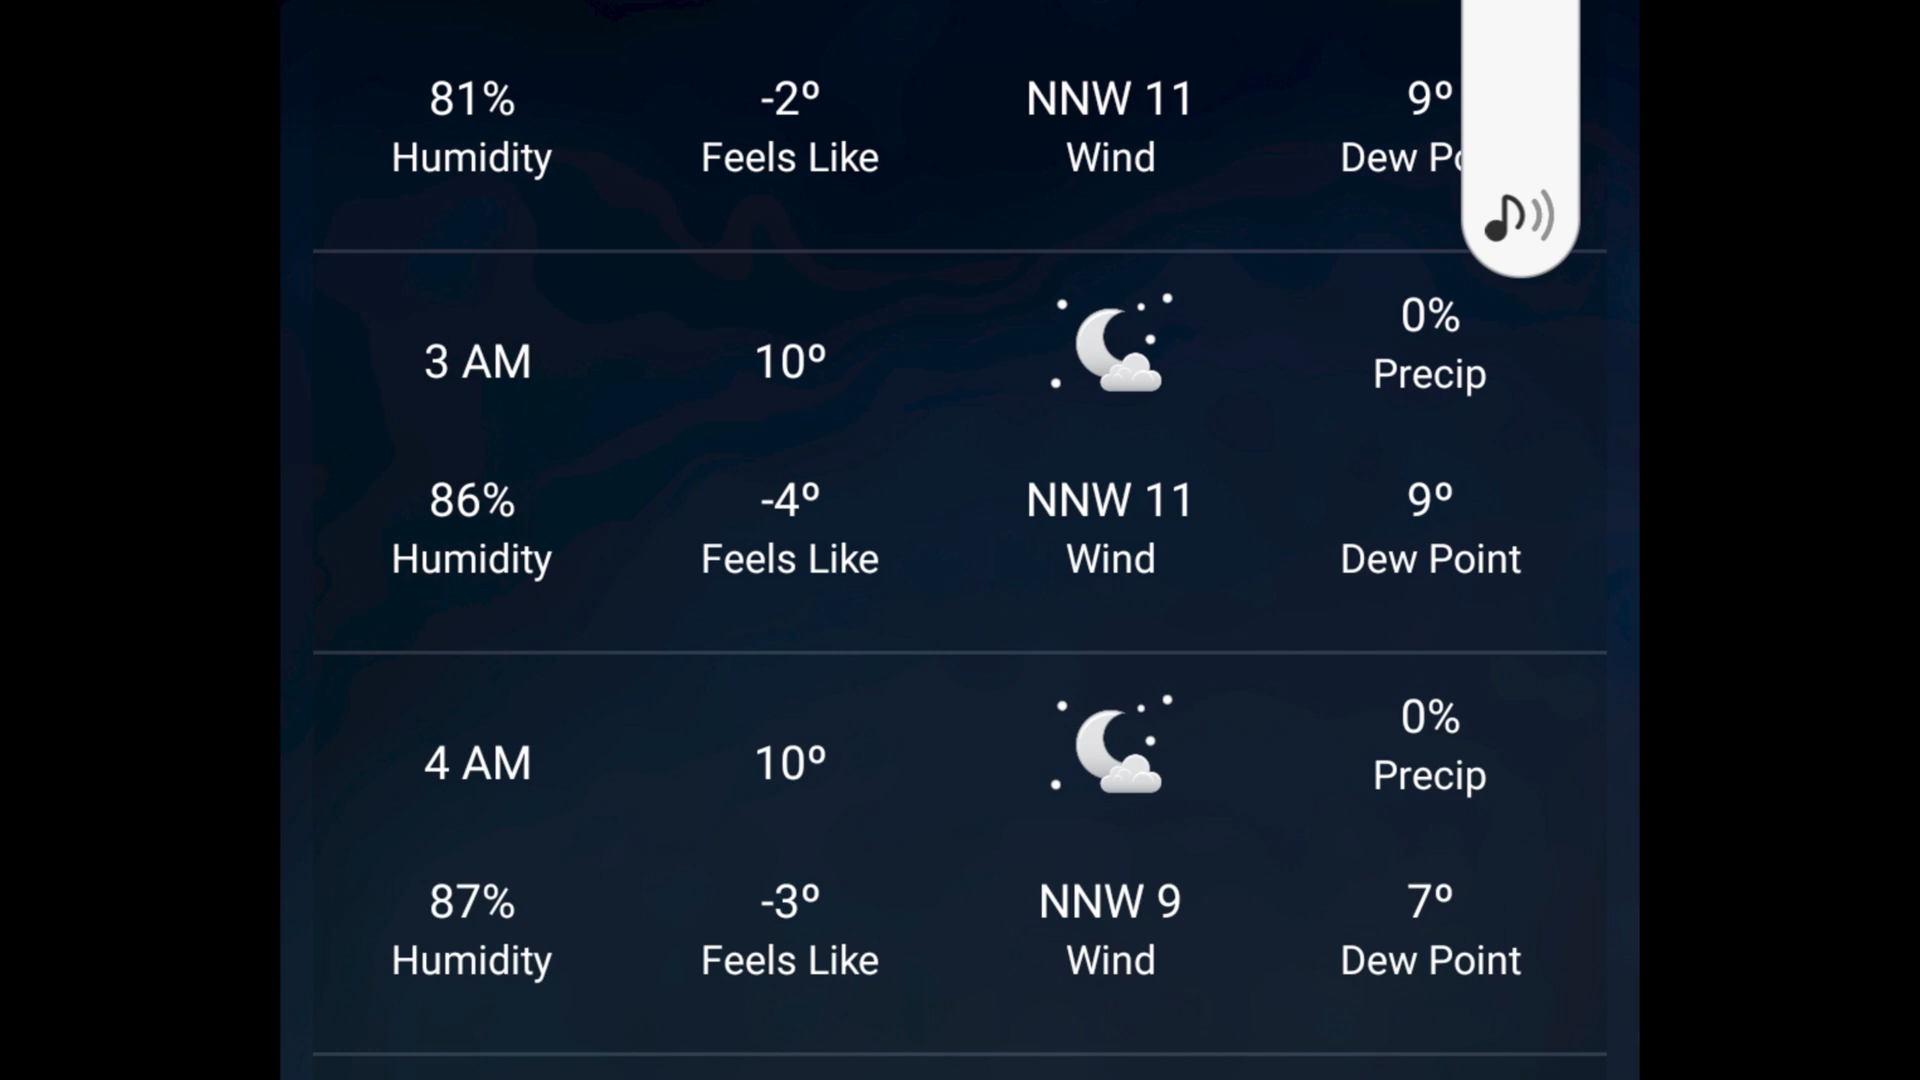 81% -2º NNW 11 9º
Humidity Feels Like Wind Dew
3 AM 10º 0%
Precip
86% -4º NNW 11 9º
Humidity Feels Like Wind Dew Point
4 AM 10º 0%
Precip
87% -3º NNW 9 7º
Humidity Feels Like Wind Dew Point